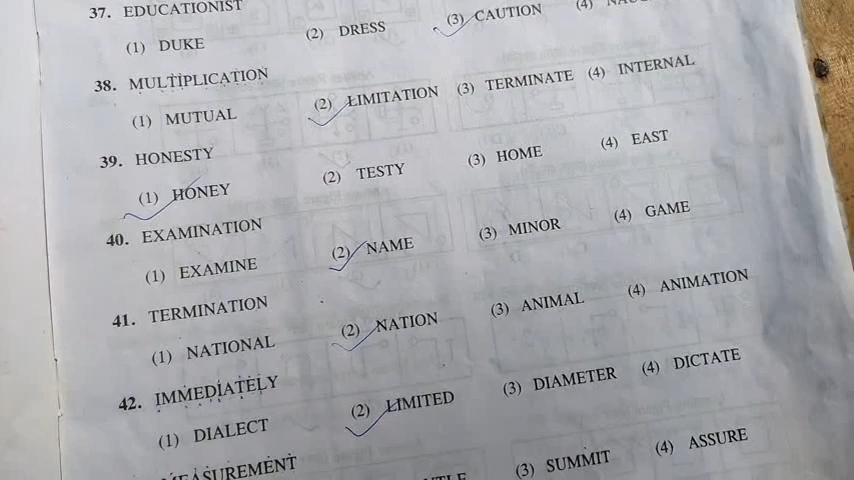 37. EDUCATIONIST
(1) DUKE (2) DRESS (3) CAUTION (4)
38. MULTIPLICATION
(1) MUTUAL (2) LIMITATION (3) TERMINATE (4) INTERNAL
39. HONESTY
(1) HONEY (2) TESTY (3) HOME (4) EAST
40. EXAMINATION
(1) EXAMINE (2) NAME (3) MINOR (4) GAME
41. TERMINATION
(1) NATIONAL (2) NATION (3) ANIMAL (4) ANIMATION
42. IMMEDIATELY
(1) DIALECT (2) LIMITED (3) DIAMETER (4) DICTATE
MEASUREMENT
(3) SUMMIT (4) ASSURE